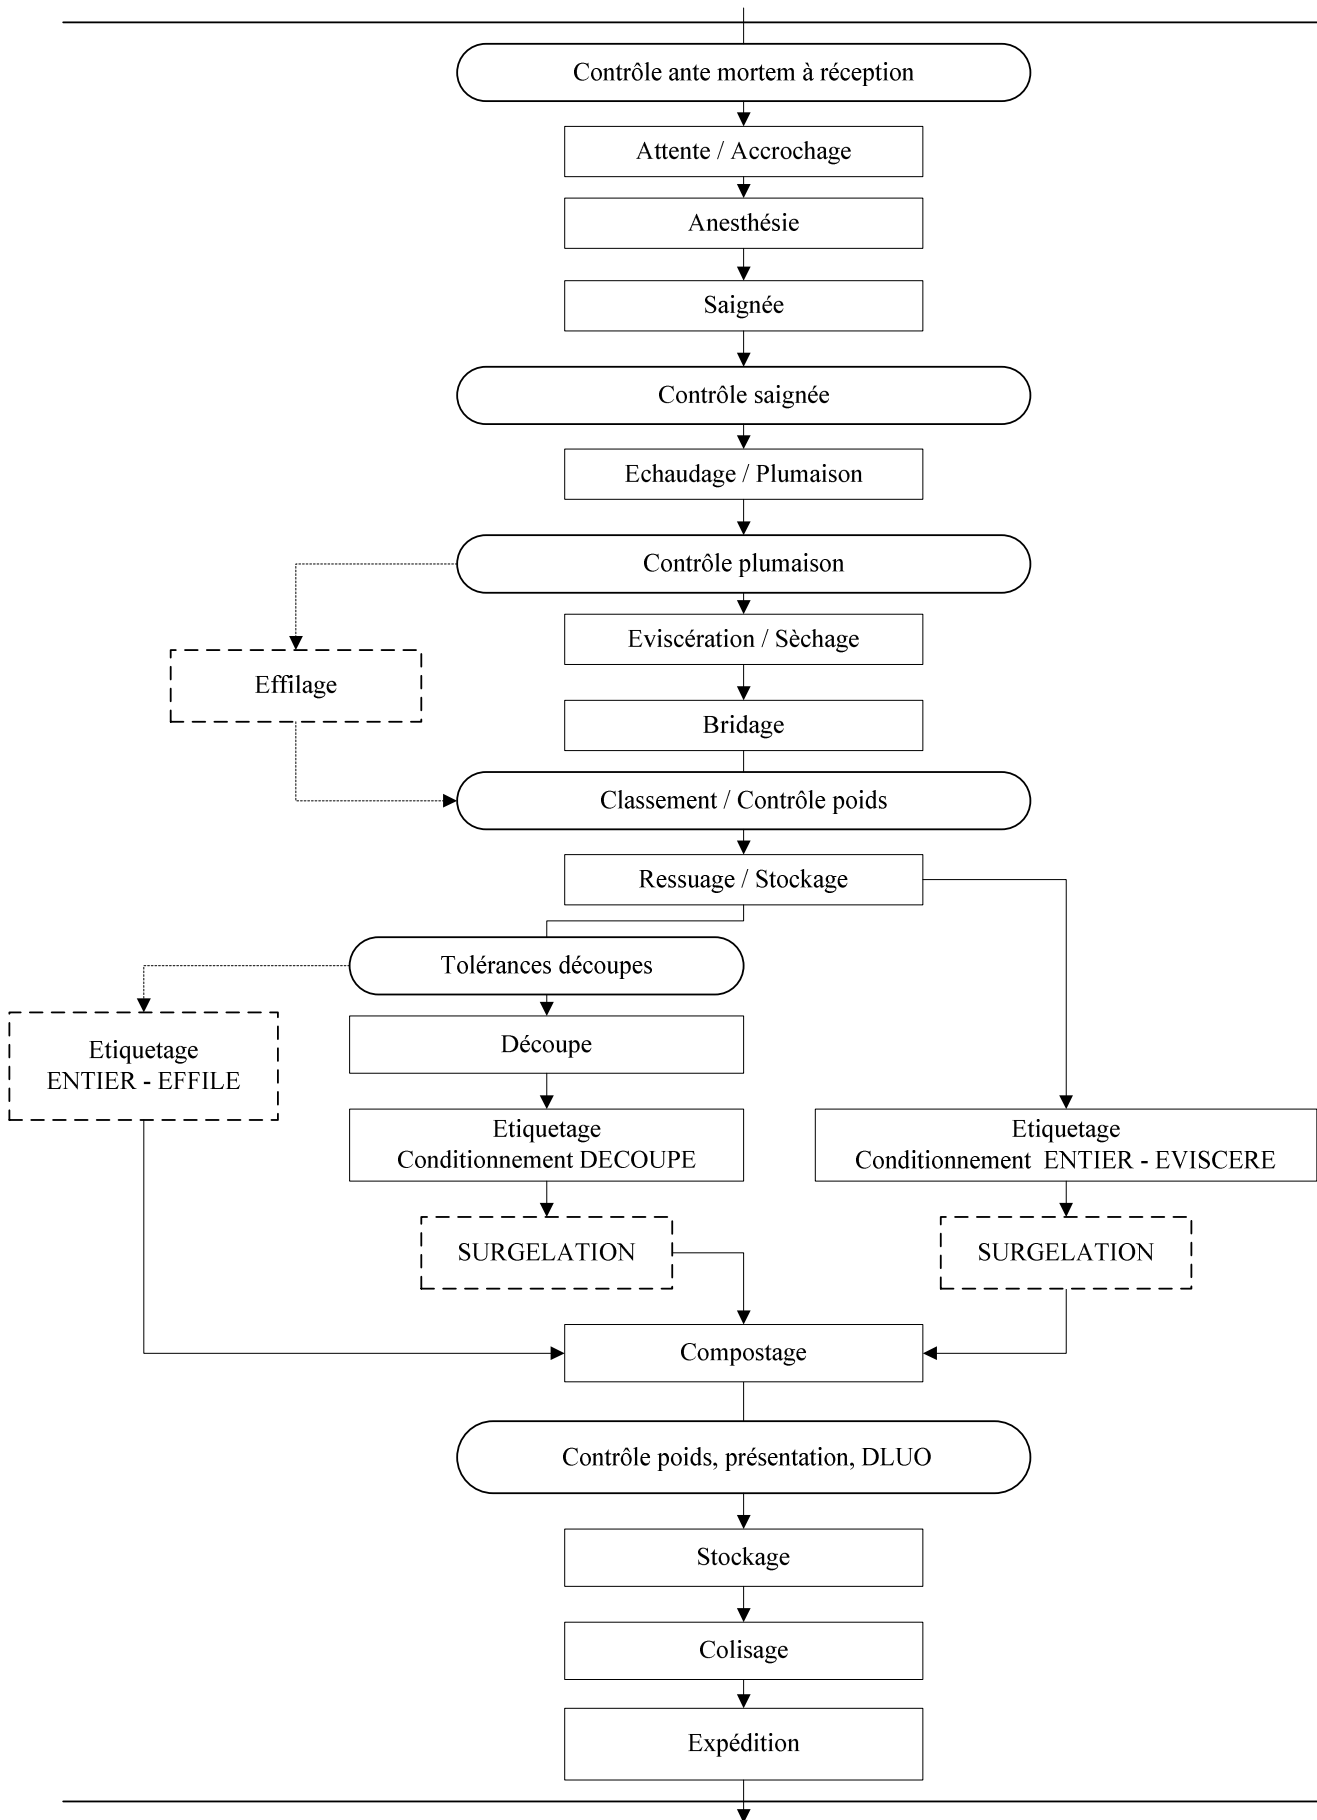 Contrôle ante mortem à réception
Attente / Accrochage
Anesthésie
Saignée
Contrôle saignée
Echaudage / Plumaison
Contrôle plumaison
Eviscération / Sèchage
Effilage
Bridage
Classement / Contrôle poids
Ressuage / Stockage
Tolérances découpes
Etiquetage
ENTIER - EFFILE
Découpe
Etiquetage
Conditionnement DECOUPE
Etiquetage
Conditionnement ENTIER - EVISCERE
SURGELATION
SURGELATION
Compostage
Contrôle poids, présentation, DLUO
Stockage
Colisage
Expédition